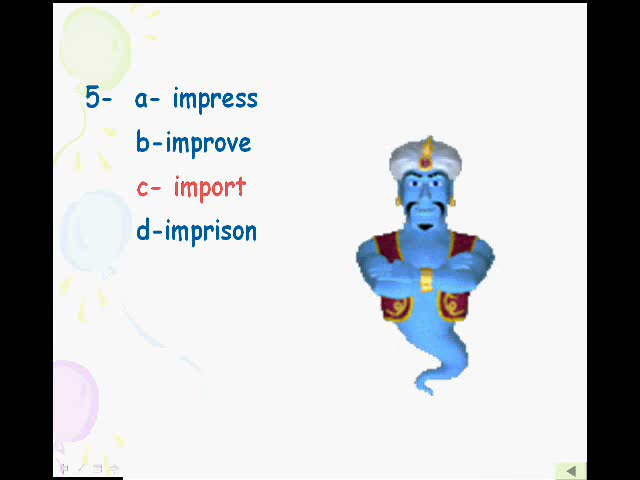 5- a- impress
b-improve
c- import
d-imprison